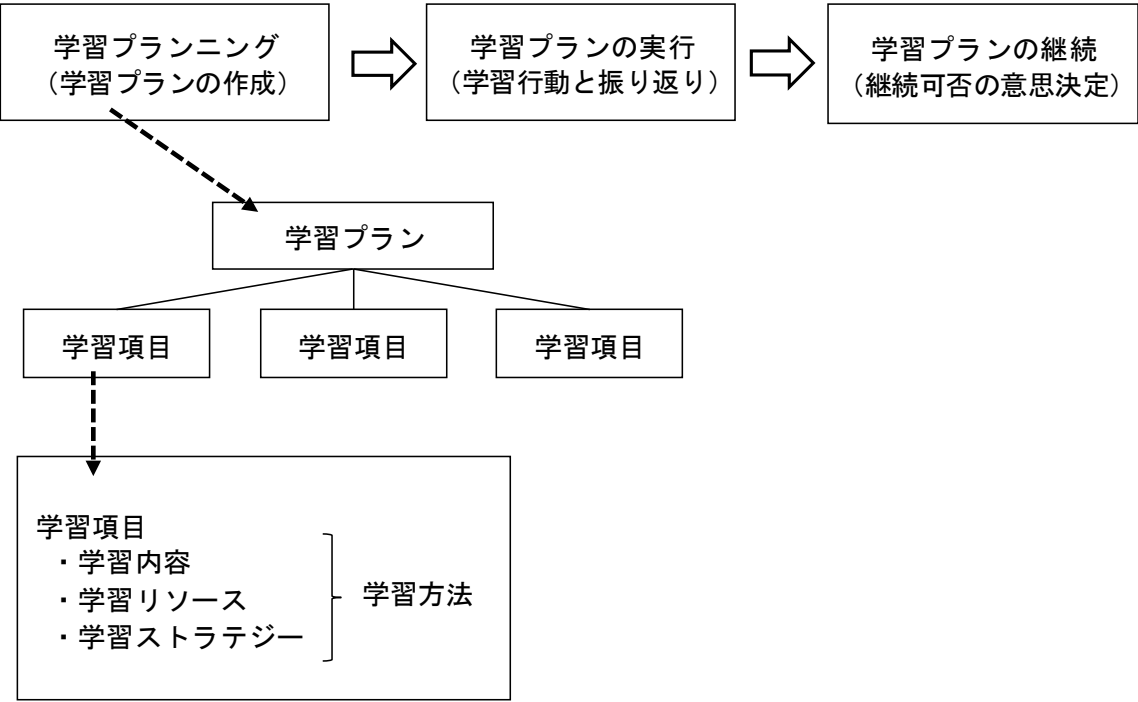 学習プランニング
（学習プランの作成）
学習プランの実行
（学習行動と振り返り）
学習プランの継続
（継続可否の意思決定）
学習プラン
学習項目
学習項目
学習項目
学習項目
・学習内容
・学習リソース
・学習ストラテジー
学習方法